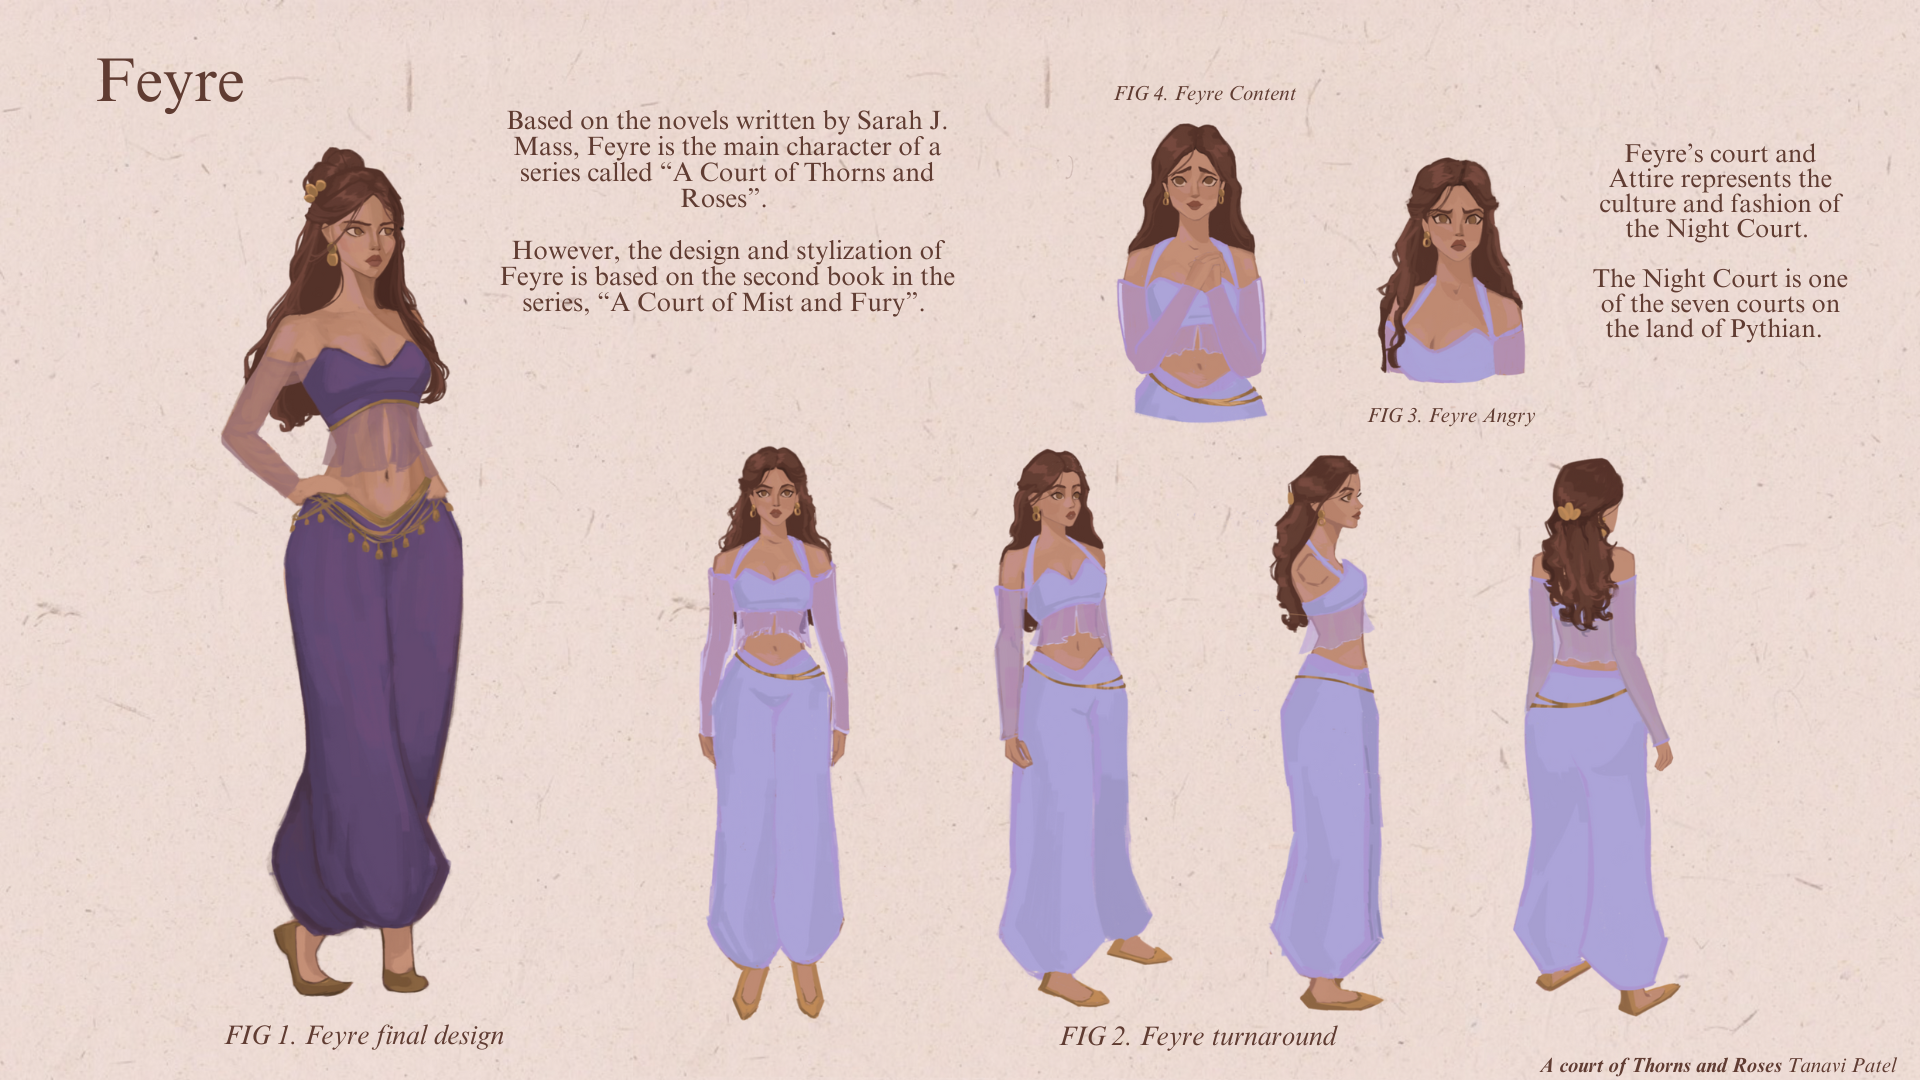 Feyre
Based on the novels written by Sarah J.
Mass, Feyre is the main character of a
series called “A Court of Thorns and
Roses”.
However, the design and stylization of
Feyre is based on the second book in the
series, “A Court of Mist and Fury”.
FIG 4. Feyre Content
Feyre’s court and
Attire represents the
culture and fashion of
the Night Court.
The Night Court is one
of the seven courts on
the land of Pythian.
FIG 3. Feyre Angry
FIG 1. Feyre final design
FIG 2. Feyre turnaround
A court of Thorns and Roses Tanavi Patel